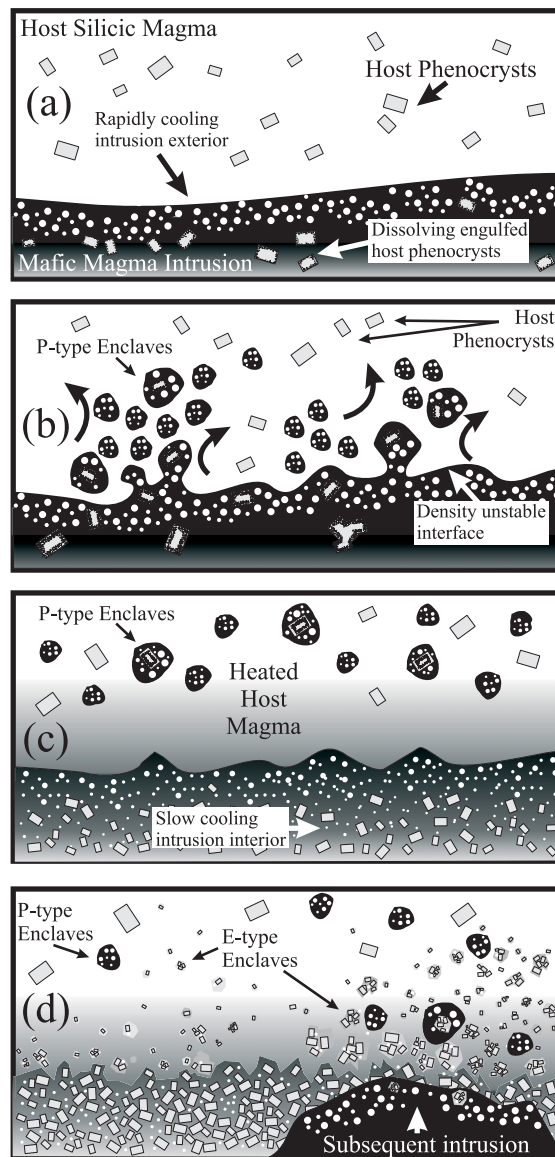 Host Silicic Magma
Host Phenocrysts
(a)
Rapidly cooling
intrusion exterior
Dissolving engulfed
host phenocrysts
Mafic Magma Intrusion
P-type Enclaves
Host
Phenocrysts
(b)
Density unstable
interface
P-type Enclaves
Heated
Host
Magma
(c)
Slow cooling
intrusion interior
P-type
Enclaves
E-type
Enclaves
(d)
Subsequent intrusion